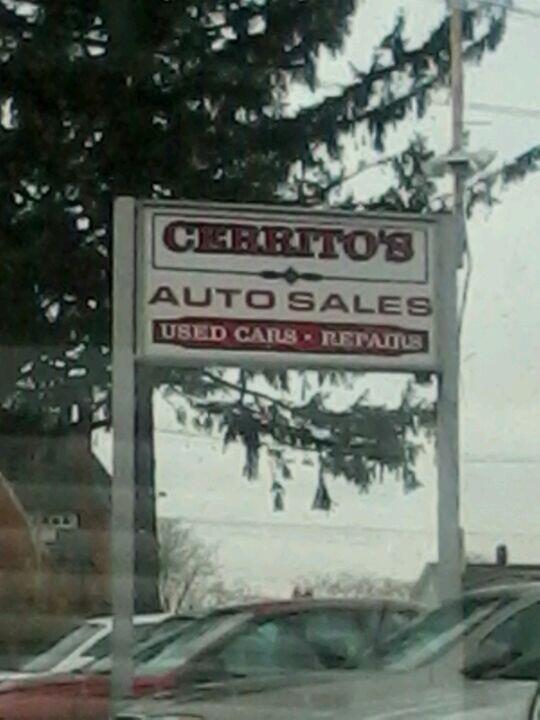 CERRITO'S
AUTO SALES
USED CARS • REPAIRS